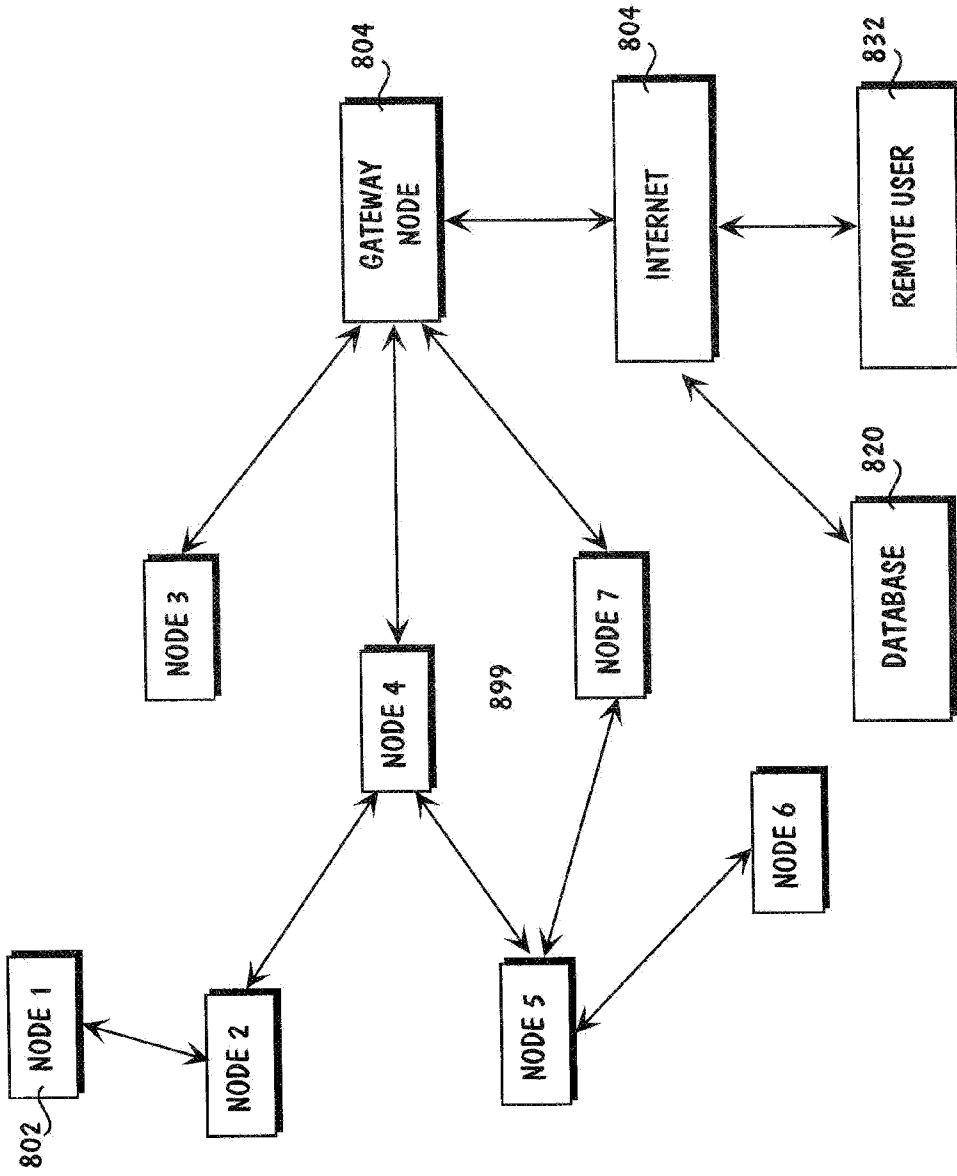 802
NODE 1
NODE 2
NODE 3
NODE 4
899
NODE 5
NODE 7
NODE 6
GATEWAY
NODE
804
INTERNET
804
DATABASE
820
REMOTE USER
832